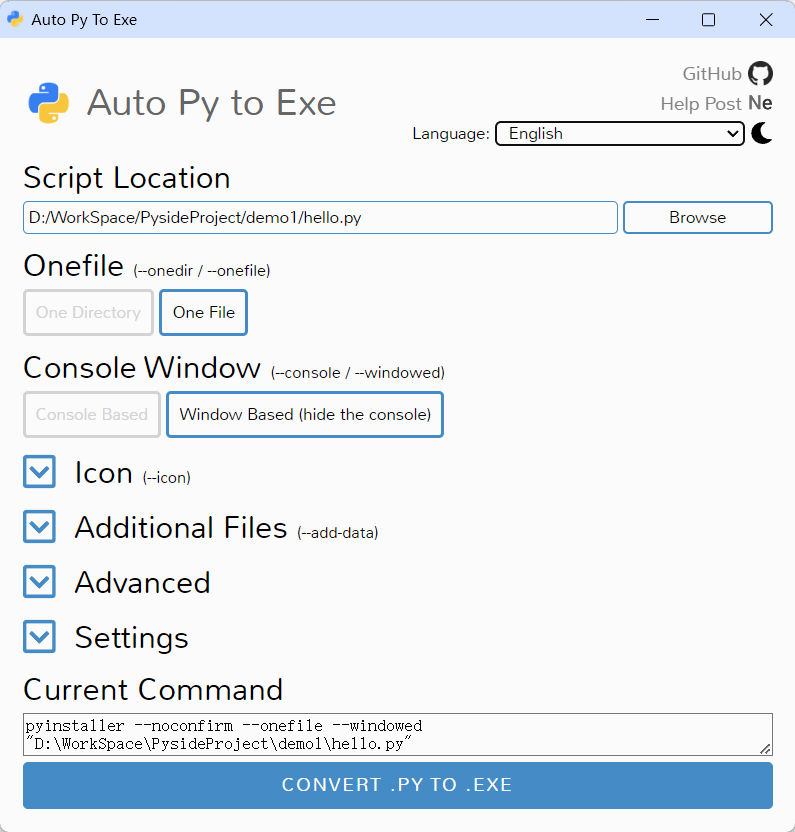 Auto Py To Exe
GitHub
Help Post Ne
Auto Py to Exe
Language: English
Script Location
D:/WorkSpace/PysideProject/demo1/hello.py Browse
Onefile (--onedir / --onefile)
One Directory One File
Console Window (--console / --windowed)
Console Based Window Based (hide the console)
Icon (--icon)
Additional Files (--add-data)
Advanced
Settings
Current Command
pyinstaller --noconfirm --onefile --windowed
"D:\WorkSpace\PysideProject\demo1\hello.py"
CONVERT .PY TO .EXE